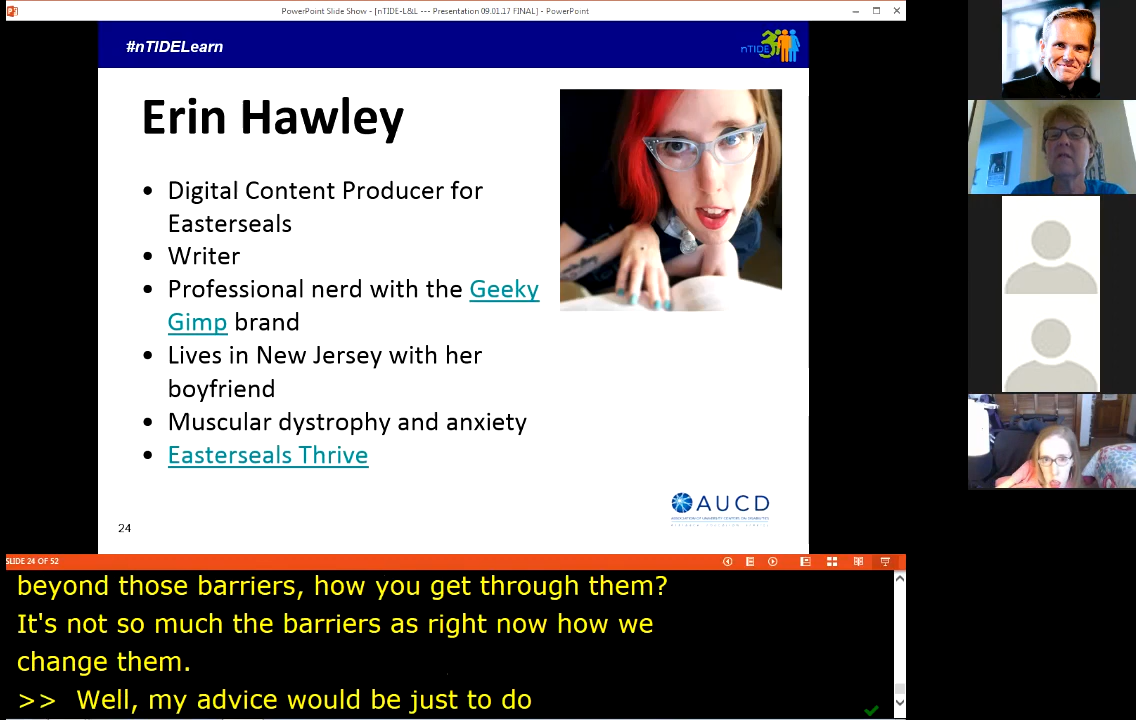 PowerPoint Slide Show - [nTIDE-L&L --- Presentation 09.01.17 FINAL] - PowerPoint
#nTIDELearn
nTIDE
Erin Hawley
• Digital Content Producer for
Easterseals
• Writer
• Professional nerd with the Geeky
Gimp brand
• Lives in New Jersey with her
boyfriend
• Muscular dystrophy and anxiety
• Easterseals Thrive
AUCD
24
SLIDE 24 OF 52
beyond those barriers, how you get through them?
It's not so much the barriers as right now how we
change them.
>> Well, my advice would be just to do